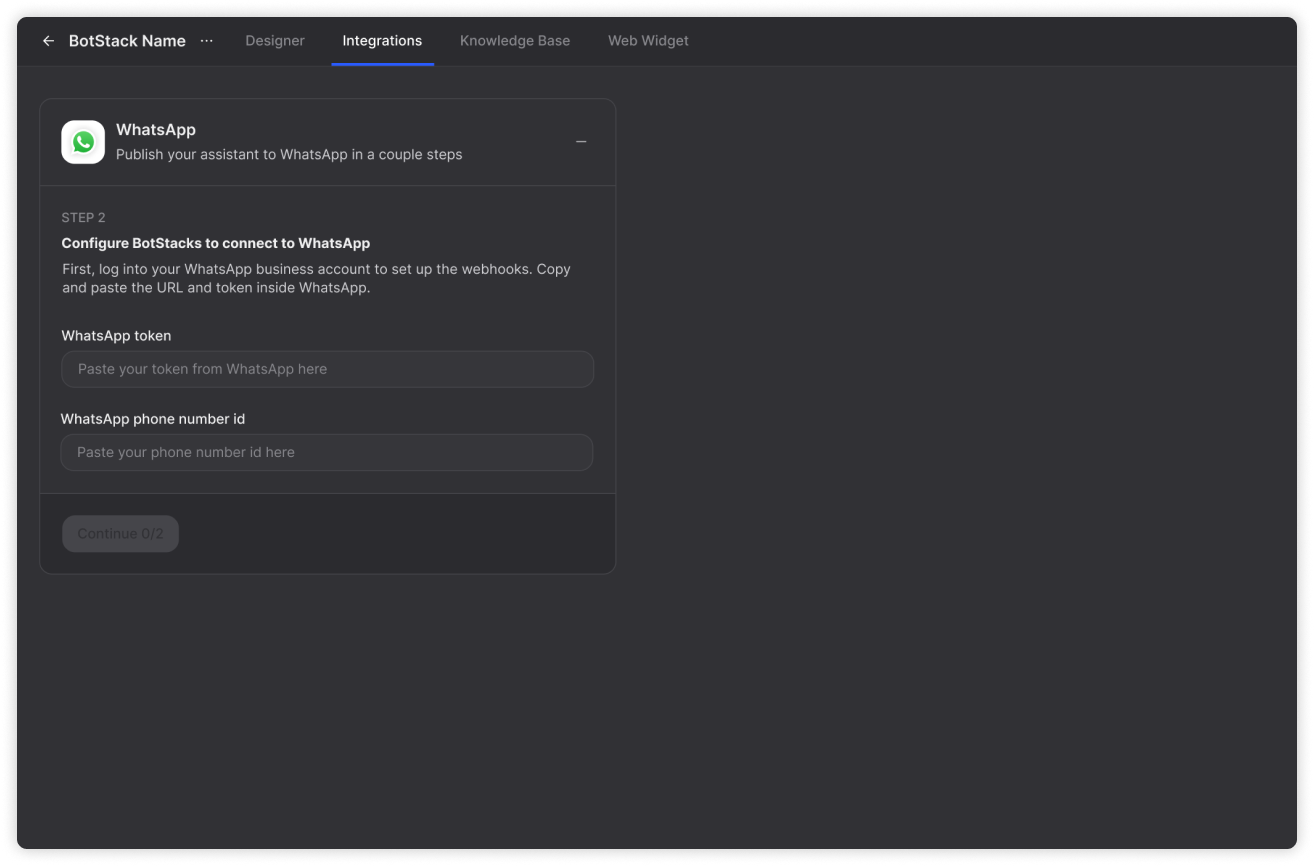 BotStack Name ... Designer Integrations Knowledge Base Web Widget
WhatsApp
Publish your assistant to WhatsApp in a couple steps
STEP 2
Configure BotStacks to connect to WhatsApp
First, log into your WhatsApp business account to set up the webhooks. Copy
and paste the URL and token inside WhatsApp.
WhatsApp token
Paste your token from WhatsApp here
WhatsApp phone number id
Paste your phone number id here
Continue 0/2